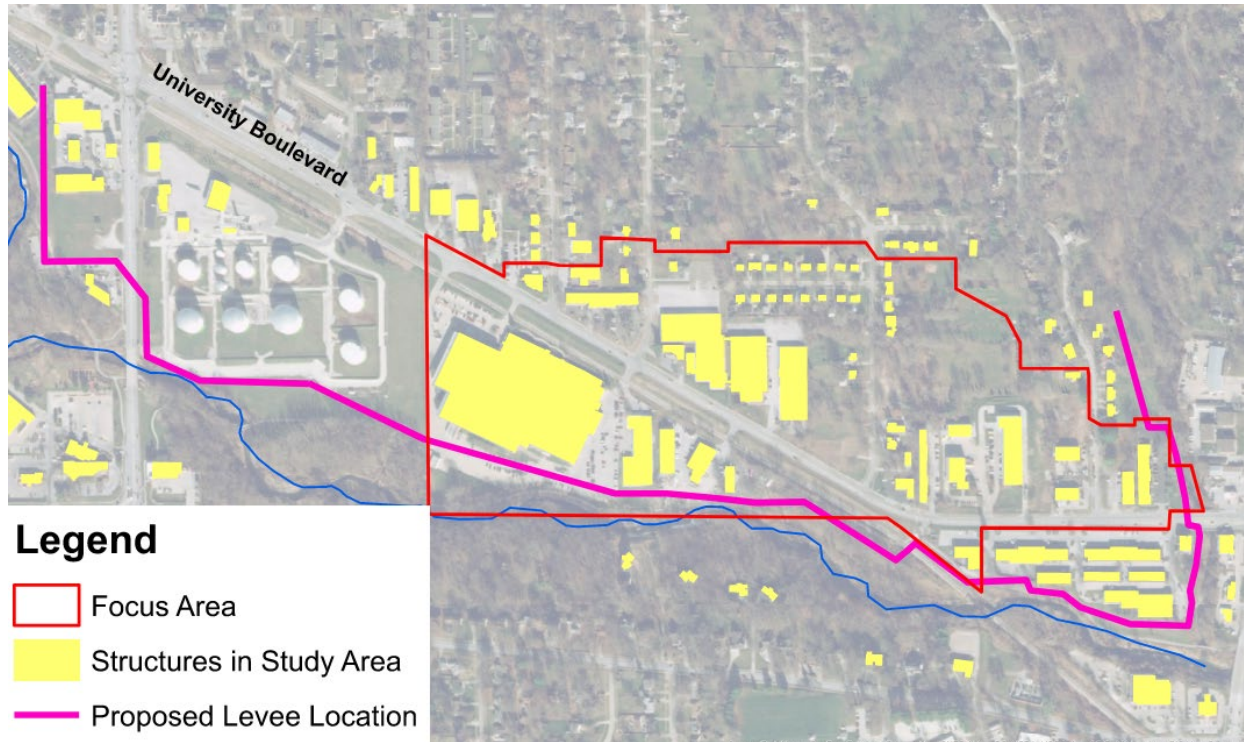 University Boulevard
Legend
Focus Area
Structures in Study Area
Proposed Levee Location